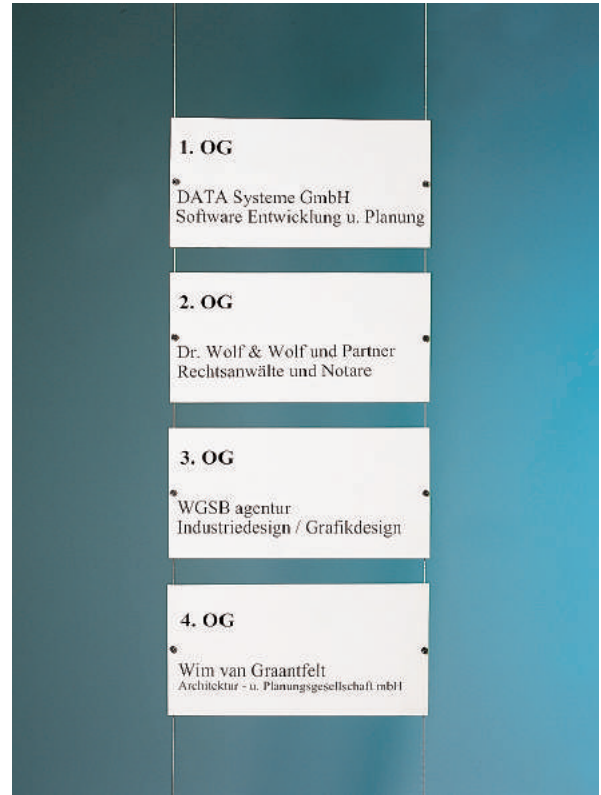 1. OG
DATA Systeme GmbH
Software Entwicklung u. Planung
2. OG
Dr. Wolf & Wolf und Partner
Rechtsanwälte und Notare
3. OG
WGSB agentur
Industriedesign / Grafikdesign
4. OG
Wim van Graantfelt
Architektur - u. Planungsgesellschaft mbH